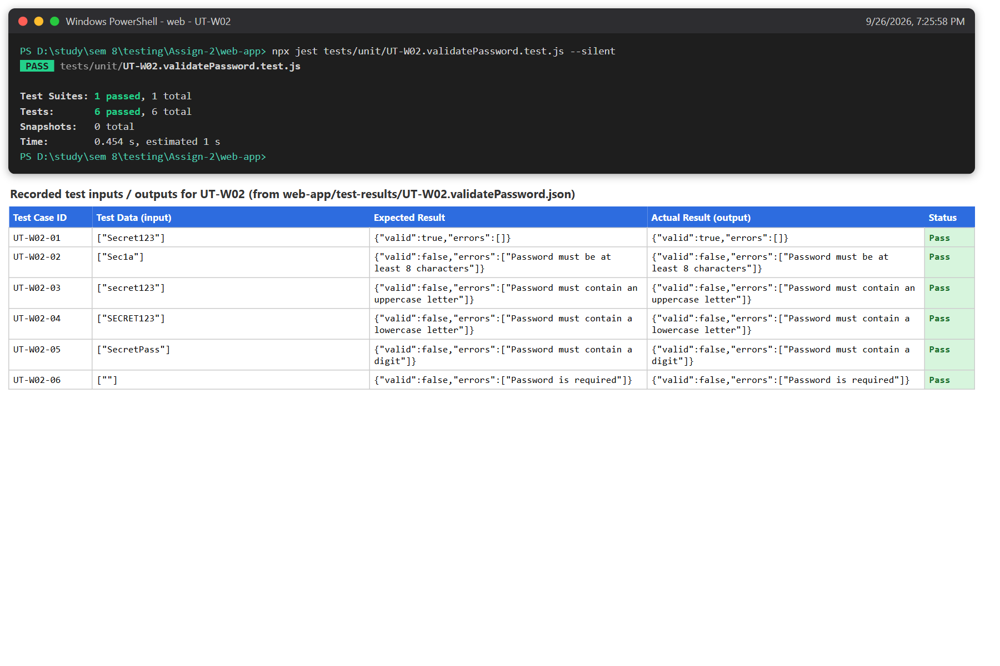 Windows PowerShell - web - UT-W02
9/26/2026, 7:25:58 PM
PS D:\study\sem 8\testing\Assign-2\web-app> npx jest tests/unit/UT-W02.validatePassword.test.js --silent
PASS tests/unit/UT-W02.validatePassword.test.js
Test Suites: 1 passed, 1 total
Tests: 6 passed, 6 total
Snapshots: 0 total
Time: 0.454 s, estimated 1 s
PS D:\study\sem 8\testing\Assign-2\web-app>
Recorded test inputs / outputs for UT-W02 (from web-app/test-results/UT-W02.validatePassword.json)
Test Case ID Test Data (input) Expected Result Actual Result (output) Status
UT-W02-01 ["Secret123"] {"valid":true,"errors":[]} {"valid":true,"errors":[]} Pass
UT-W02-02 ["Sec1a"] {"valid":false,"errors":["Password must be at {"valid":false,"errors":["Password must be at Pass
least 8 characters"]} least 8 characters"]}
UT-W02-03 ["secret123"] {"valid":false,"errors":["Password must contain an {"valid":false,"errors":["Password must contain an Pass
uppercase letter"]} uppercase letter"]}
UT-W02-04 ["SECRET123"] {"valid":false,"errors":["Password must contain a {"valid":false,"errors":["Password must contain a Pass
lowercase letter"]} lowercase letter"]}
UT-W02-05 ["SecretPass"] {"valid":false,"errors":["Password must contain a {"valid":false,"errors":["Password must contain a Pass
digit"]} digit"]}
UT-W02-06 [""] {"valid":false,"errors":["Password is required"]} {"valid":false,"errors":["Password is required"]} Pass